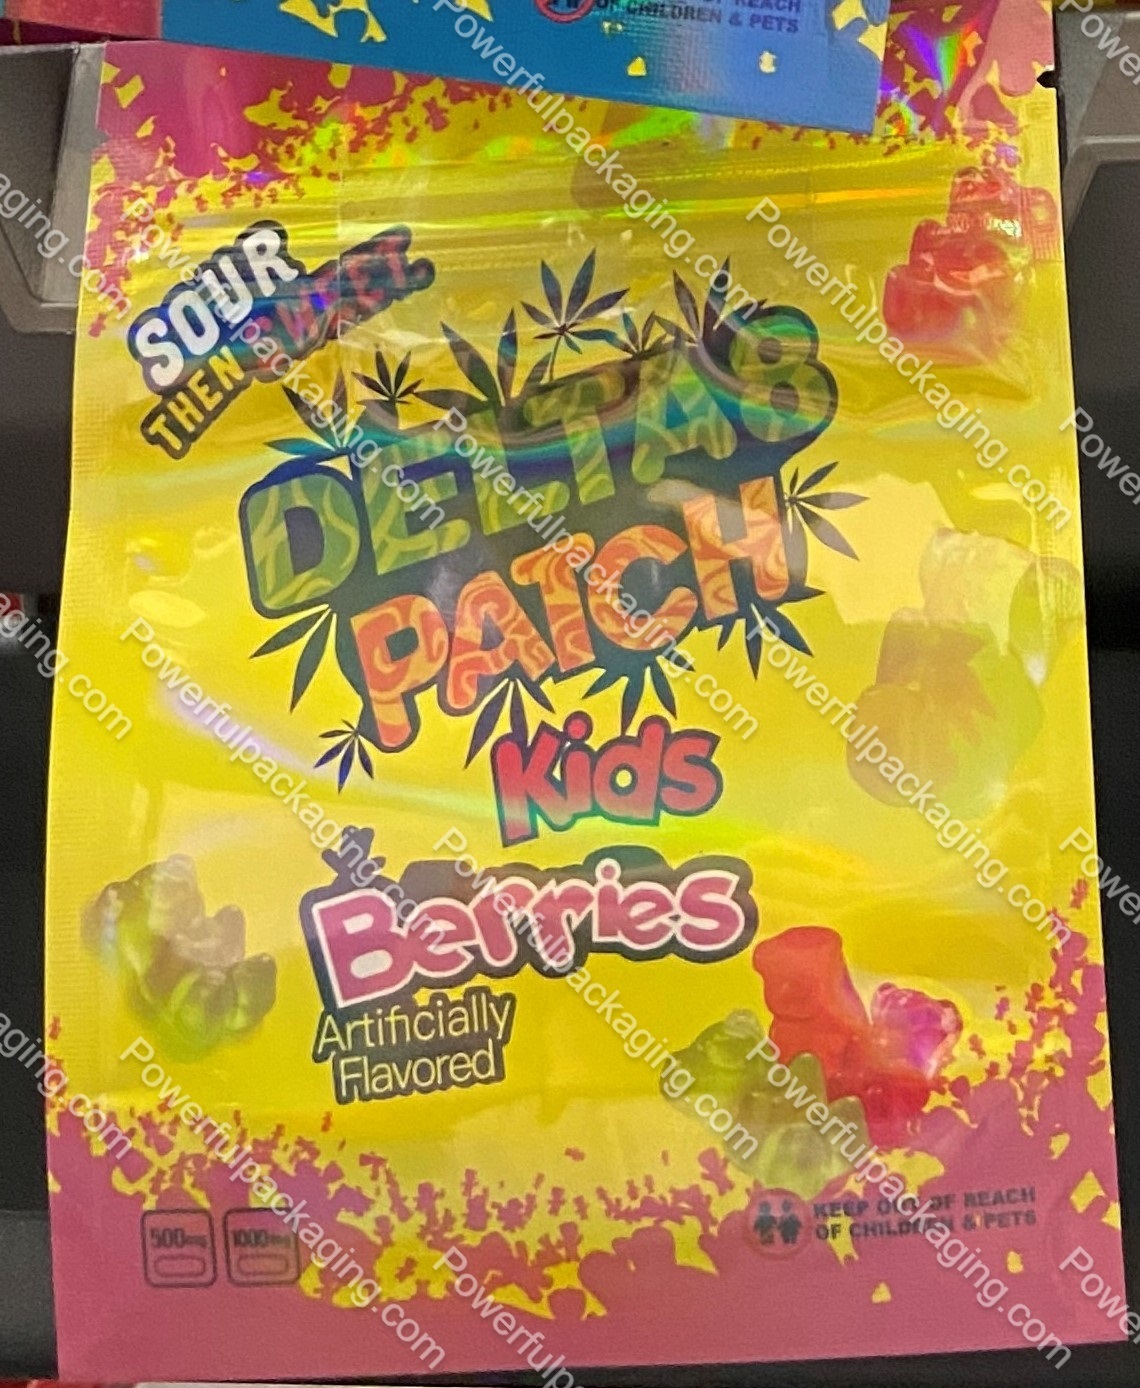 OF REACH
OF CHILDREN & PETS
SOUR
THEN SWEET
DELTA 8
PATCH
Kids
Berries
Artificially
Flavored
500mg 1000mg
KEEP OUT OF REACH
OF CHILDREN & PETS
Powerfulpackaging.com